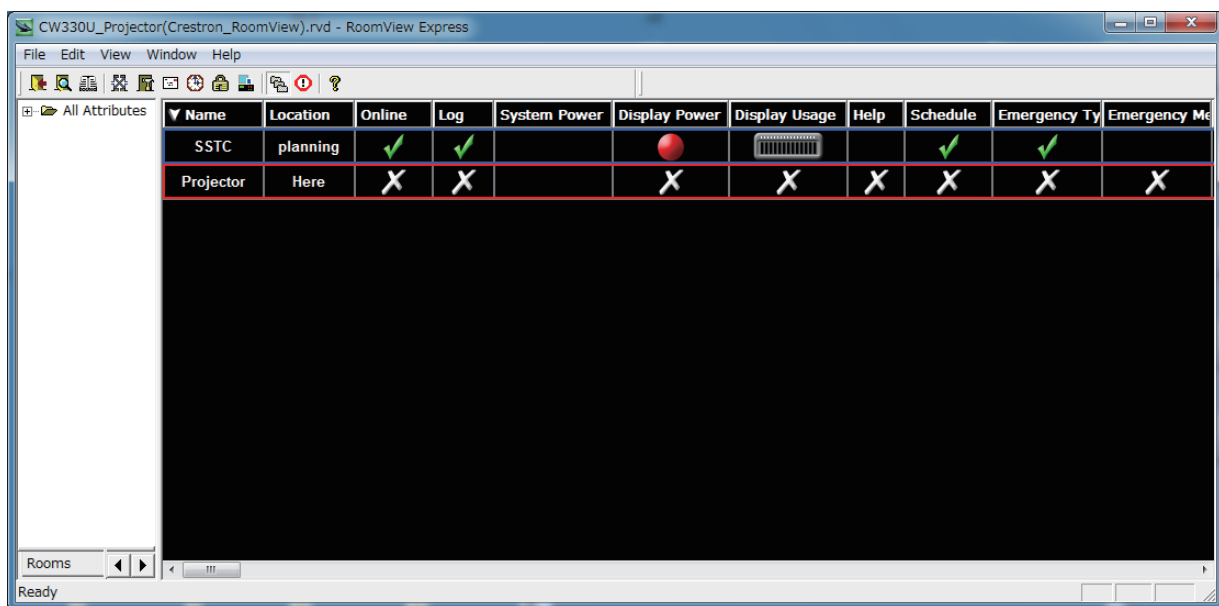 CW330U_Projector(Crestron_RoomView).rvd - RoomView Express
File Edit View Window Help
All Attributes
Name Location Online Log System Power Display Power Display Usage Help Schedule Emergency Ty Emergency Me
SSTC planning
Projector Here
Rooms
Ready